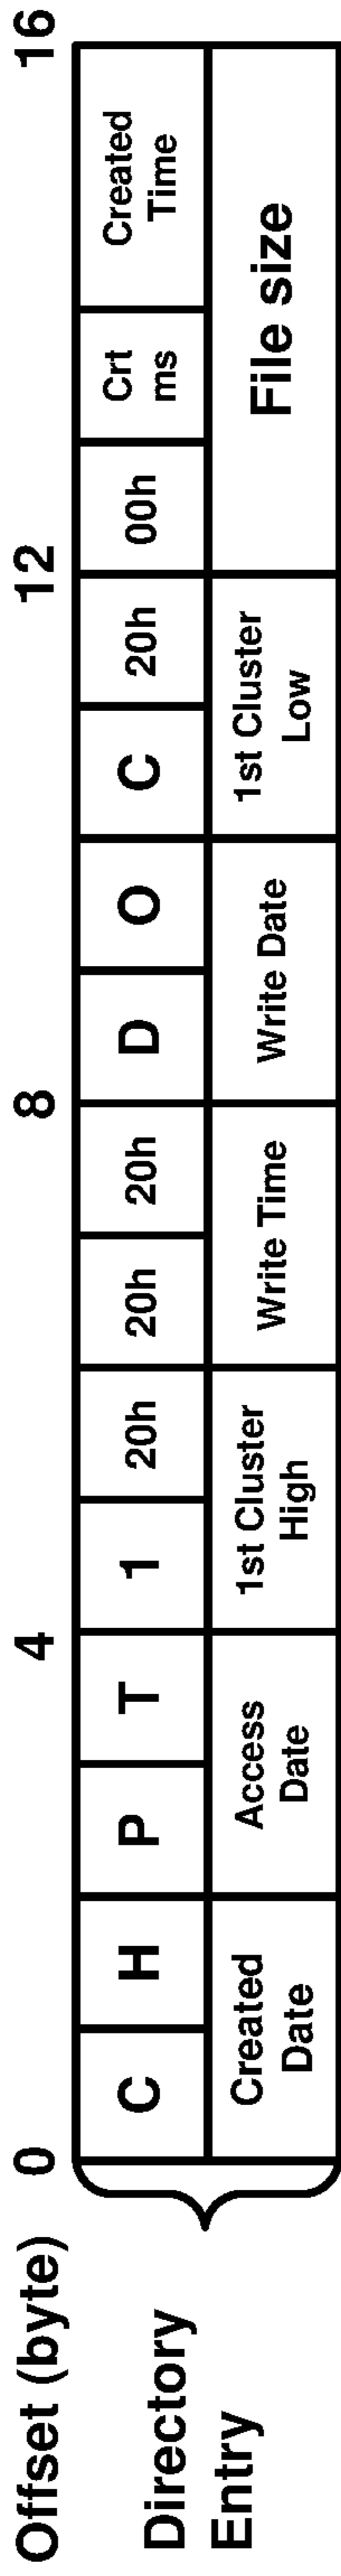 Offset (byte) 0 4 8 12 16
Directory
Entry
C H P T 1 20h 20h 20h D O C 20h 00h
Crt
ms
Created
Time
Created
Date
Access
Date
1st Cluster
High
Write Time
Write Date
1st Cluster
Low
File size